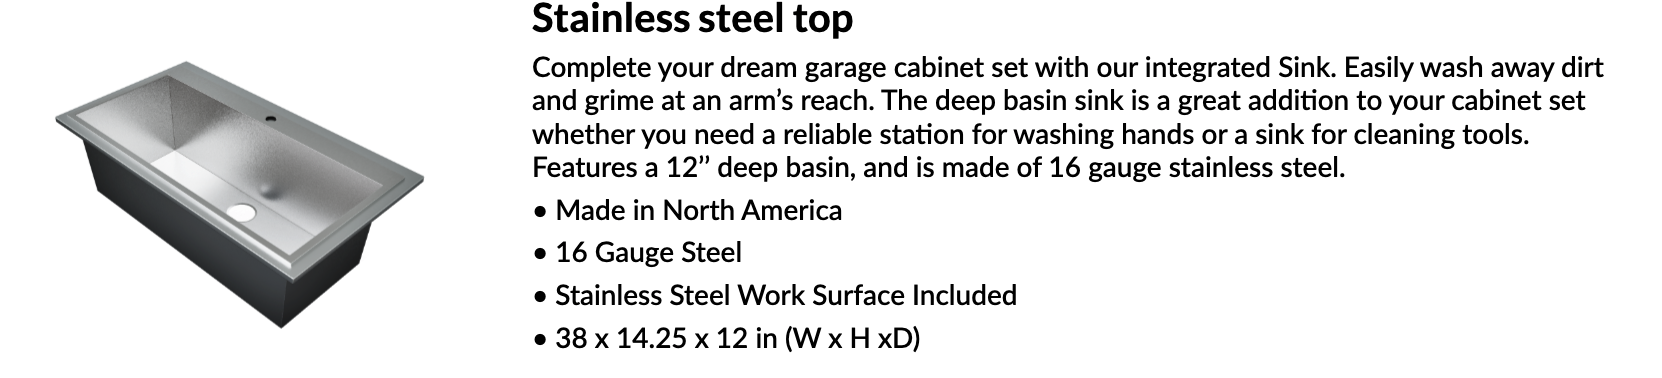 Stainless steel top
Complete your dream garage cabinet set with our integrated Sink. Easily wash away dirt
and grime at an arm’s reach. The deep basin sink is a great addition to your cabinet set
whether you need a reliable station for washing hands or a sink for cleaning tools.
Features a 12’’ deep basin, and is made of 16 gauge stainless steel.
• Made in North America
• 16 Gauge Steel
• Stainless Steel Work Surface Included
• 38 x 14.25 x 12 in (W x H xD)